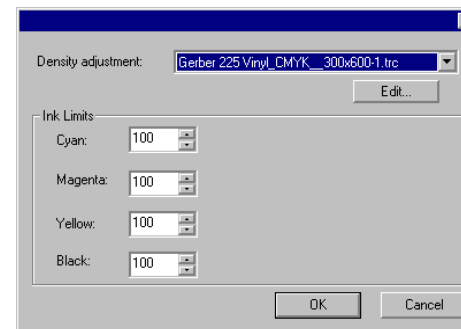 Density adjustment: Gerber 225 Vinyl_CMYK__300x600-1.trc
Edit...
Ink Limits
Cyan: 100
Magenta: 100
Yellow: 100
Black: 100
OK Cancel